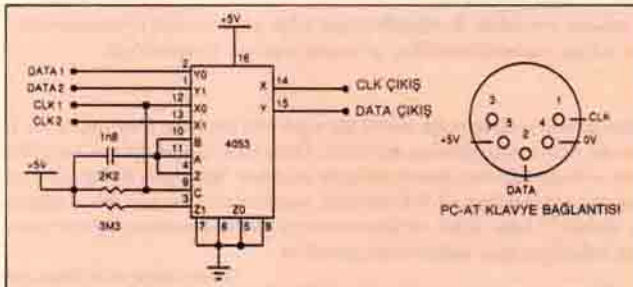 +5V
16
DATA 1
2
Y0
DATA 2
1
Y1
CLK 1
12
X0
CLK 2
13
X1
X
14
CLK ÇIKIŞ
Y
15
DATA ÇIKIŞ
10
B
1n8
11
A
4053
4
Z
+5V
2K2
9
C
3
3M3
Z1
Z0
7
6
5
8
3
1
CLK
+5V
5
4
0V
2
DATA
PC-AT KLAVYE BAĞLANTISI